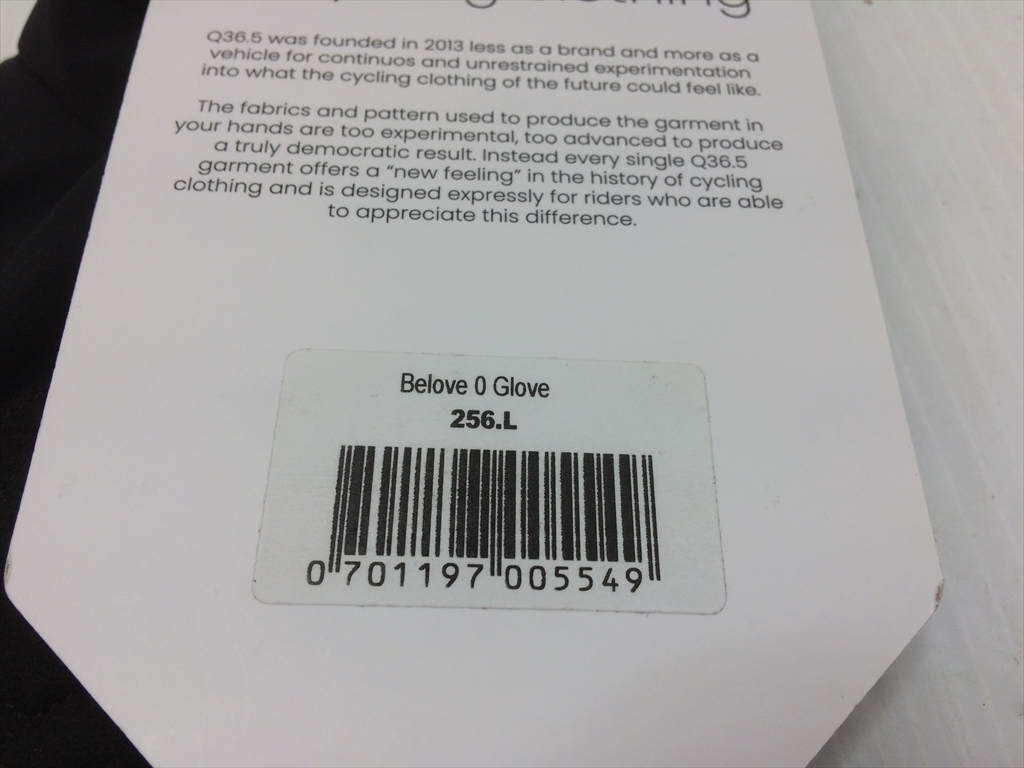 Q36.5 was founded in 2013 less as a brand and more as a
vehicle for continuos and unrestrained experimentation
into what the cycling clothing of the future could feel like.
The fabrics and pattern used to produce the garment in
your hands are too experimental, too advanced to produce
a truly democratic result. Instead every single Q36.5
garment offers a “new feeling” in the history of cycling
clothing and is designed expressly for riders who are able
to appreciate this difference.
Belove 0 Glove
256.L
0 701197 005549